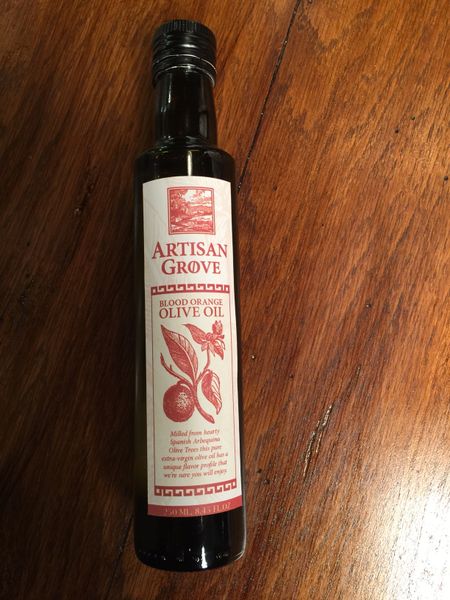 ARTISAN
GROVE
BLOOD ORANGE
OLIVE OIL
Milled from hearty
Spanish Arbequina
Olive Trees this pure
extra-virgin olive oil has a
unique flavor profile that
we're sure you will enjoy.
250 ML, 8.45 FL OZ